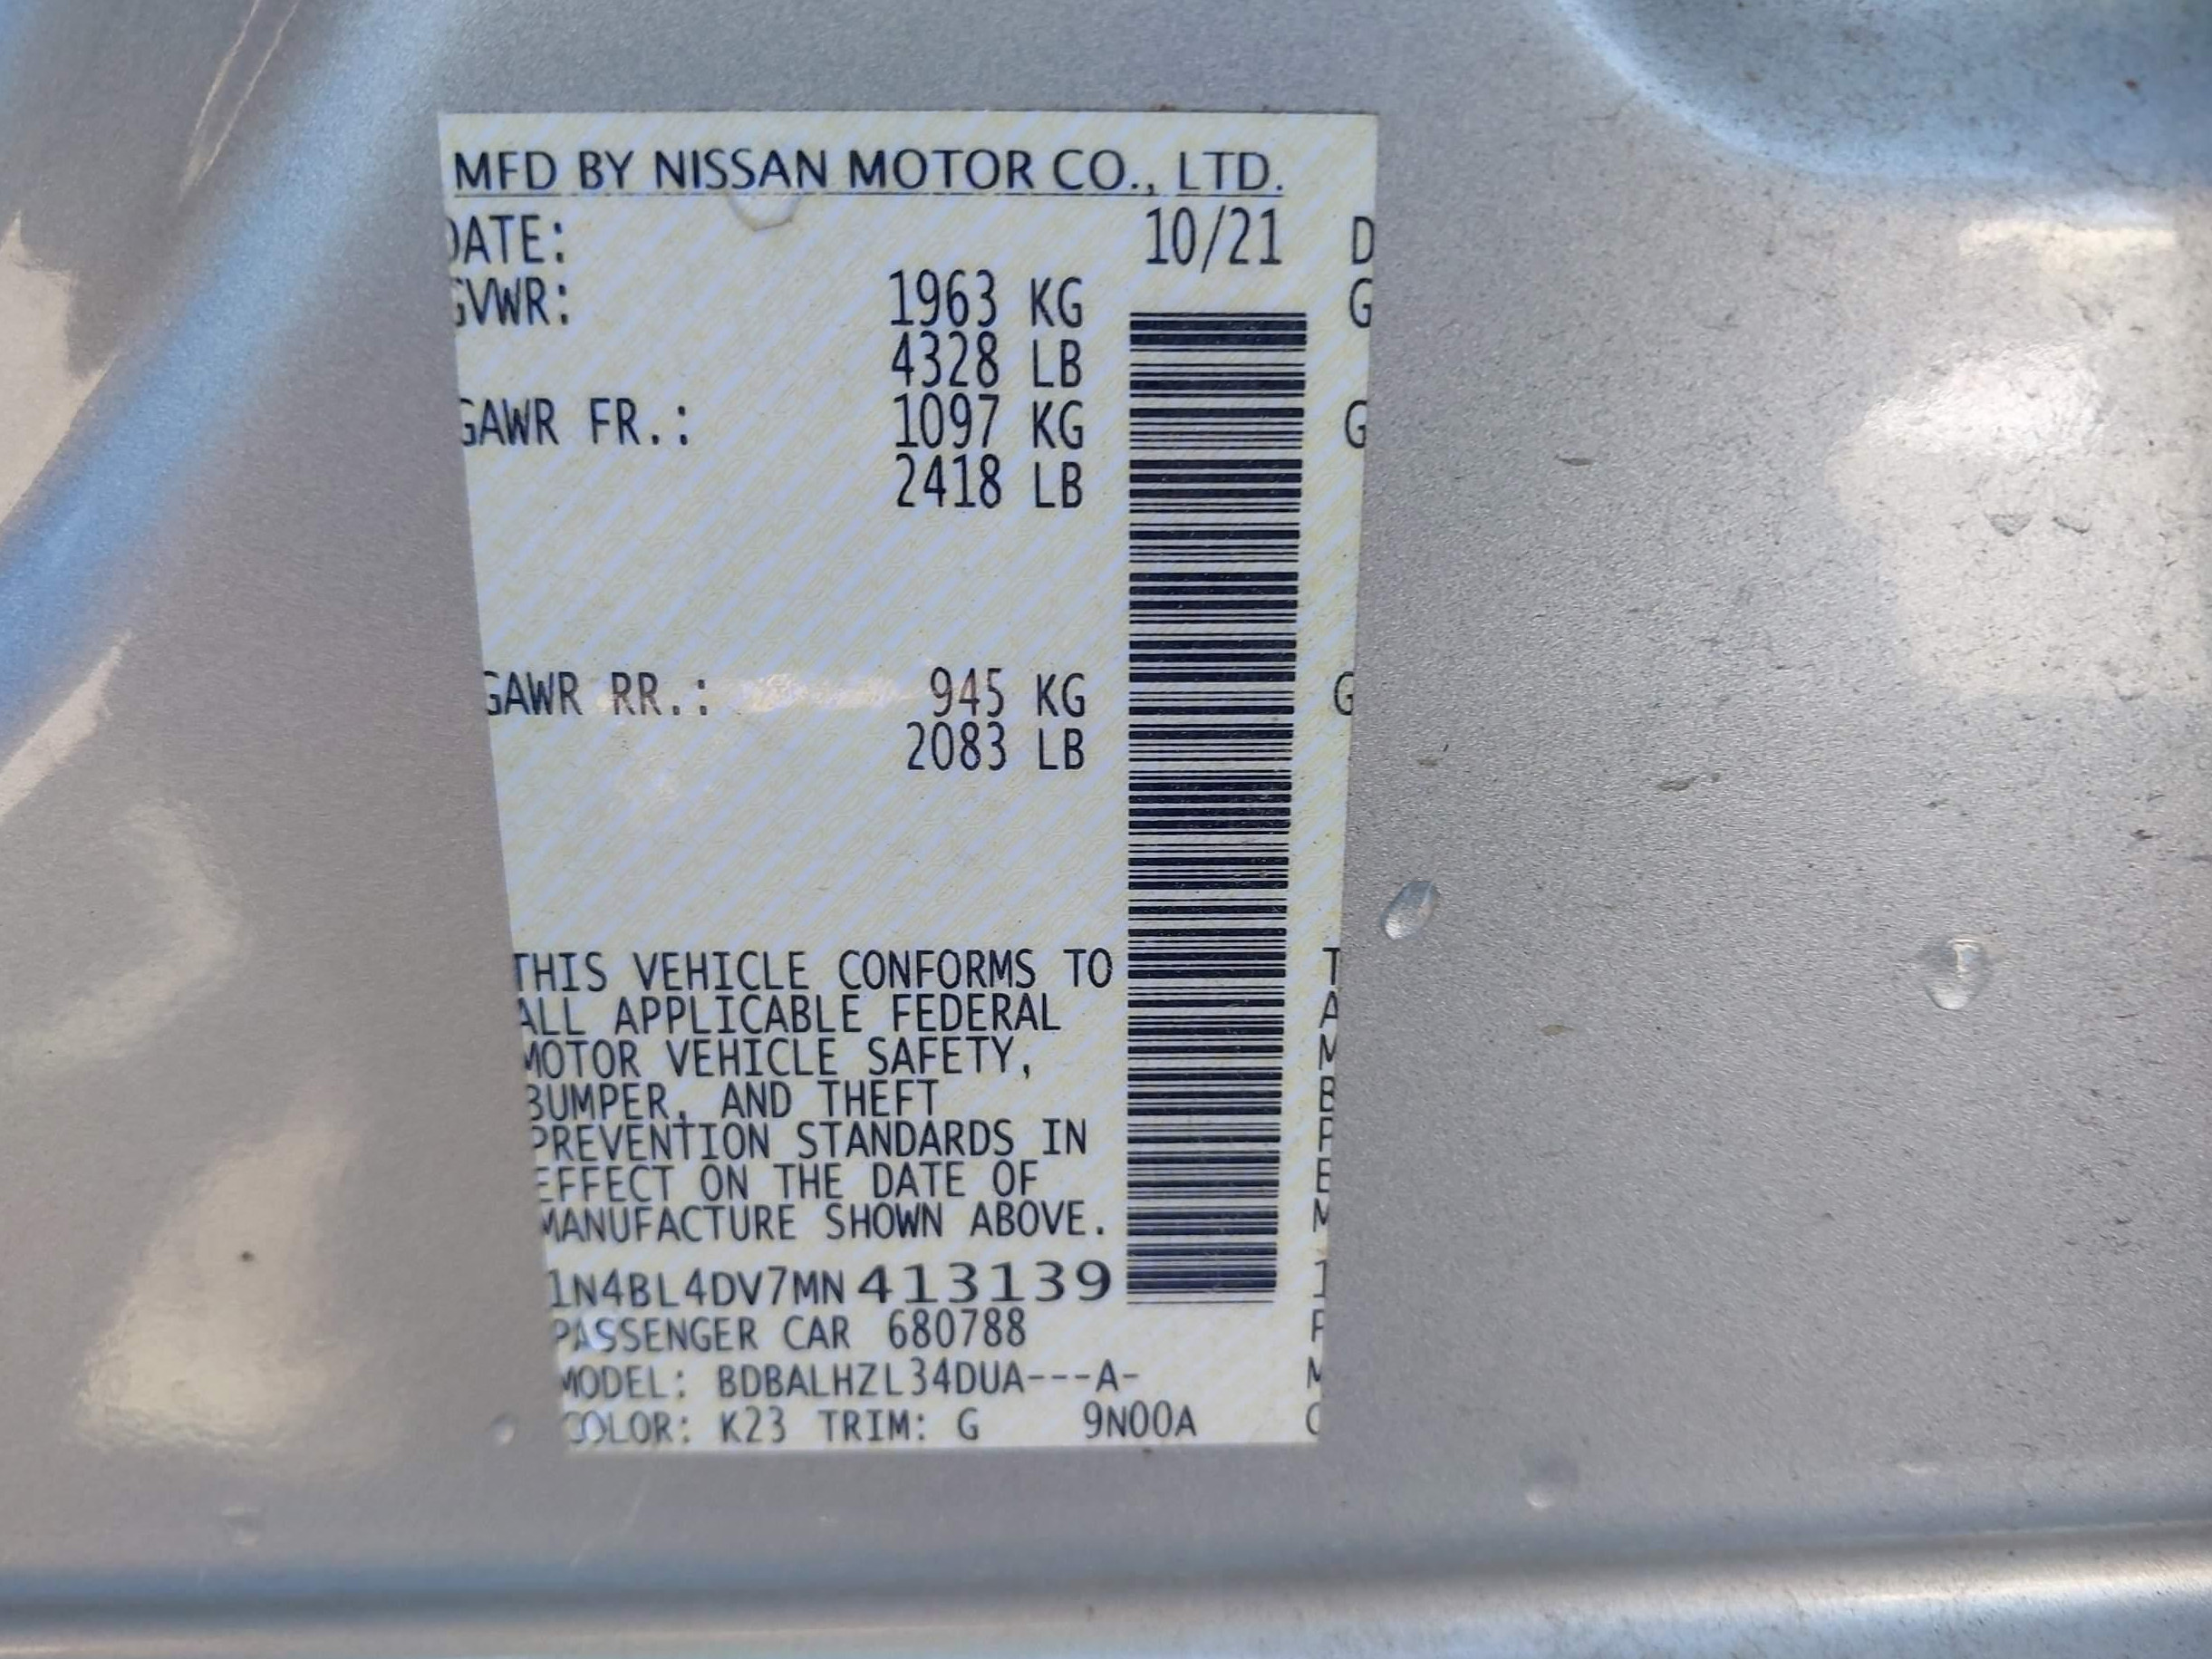 MFD BY NISSAN MOTOR CO., LTD.
DATE: 10/21 D
GVWR: 1963 KG G
4328 LB
GAWR FR.: 1097 KG G
2418 LB
GAWR RR.: 945 KG G
2083 LB
THIS VEHICLE CONFORMS TO T
ALL APPLICABLE FEDERAL A
MOTOR VEHICLE SAFETY, M
BUMPER, AND THEFT B
PREVENTION STANDARDS IN P
EFFECT ON THE DATE OF E
MANUFACTURE SHOWN ABOVE. M
1N4BL4DV7MN413139 1
PASSENGER CAR 680788 P
MODEL: BDBALHZL34DUA---A- M
COLOR: K23 TRIM: G 9N00A C